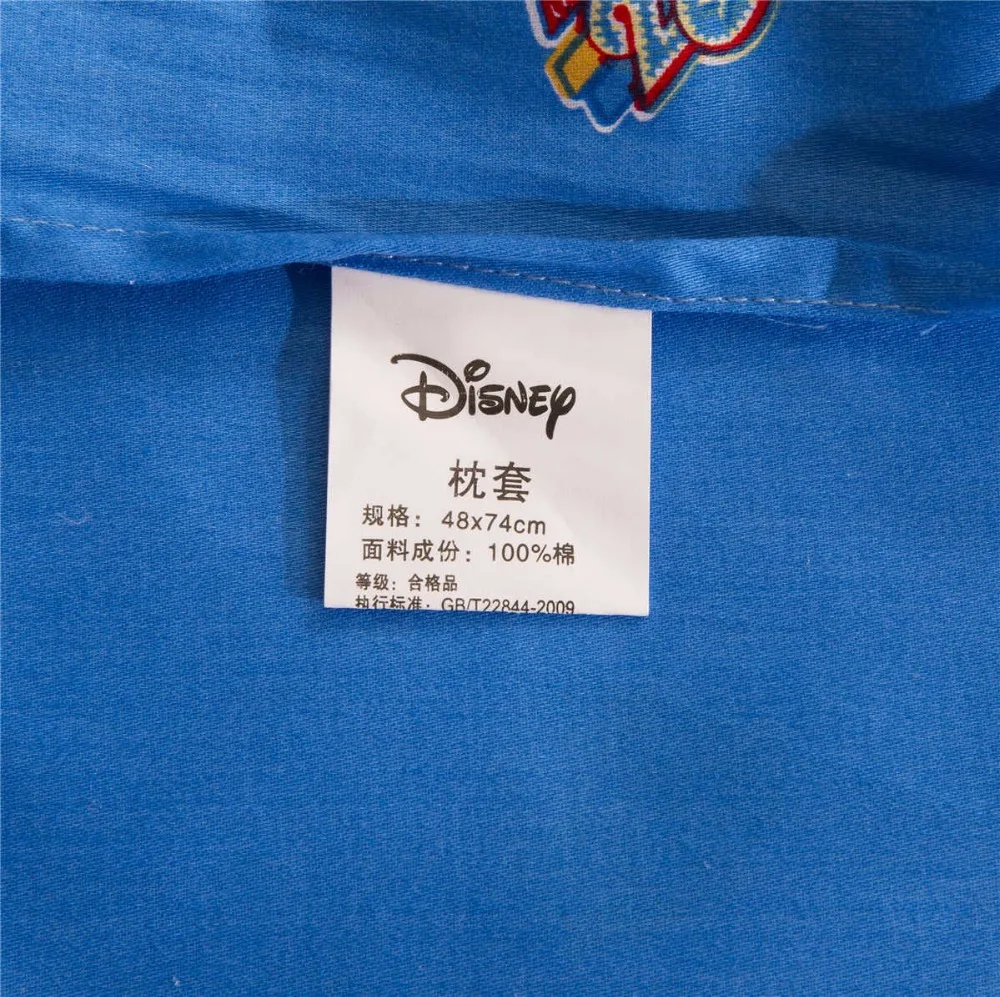 Disney
枕套
规格：48x74cm
面料成份：100%棉
等级：合格品
执行标准：GB/T22844-2009